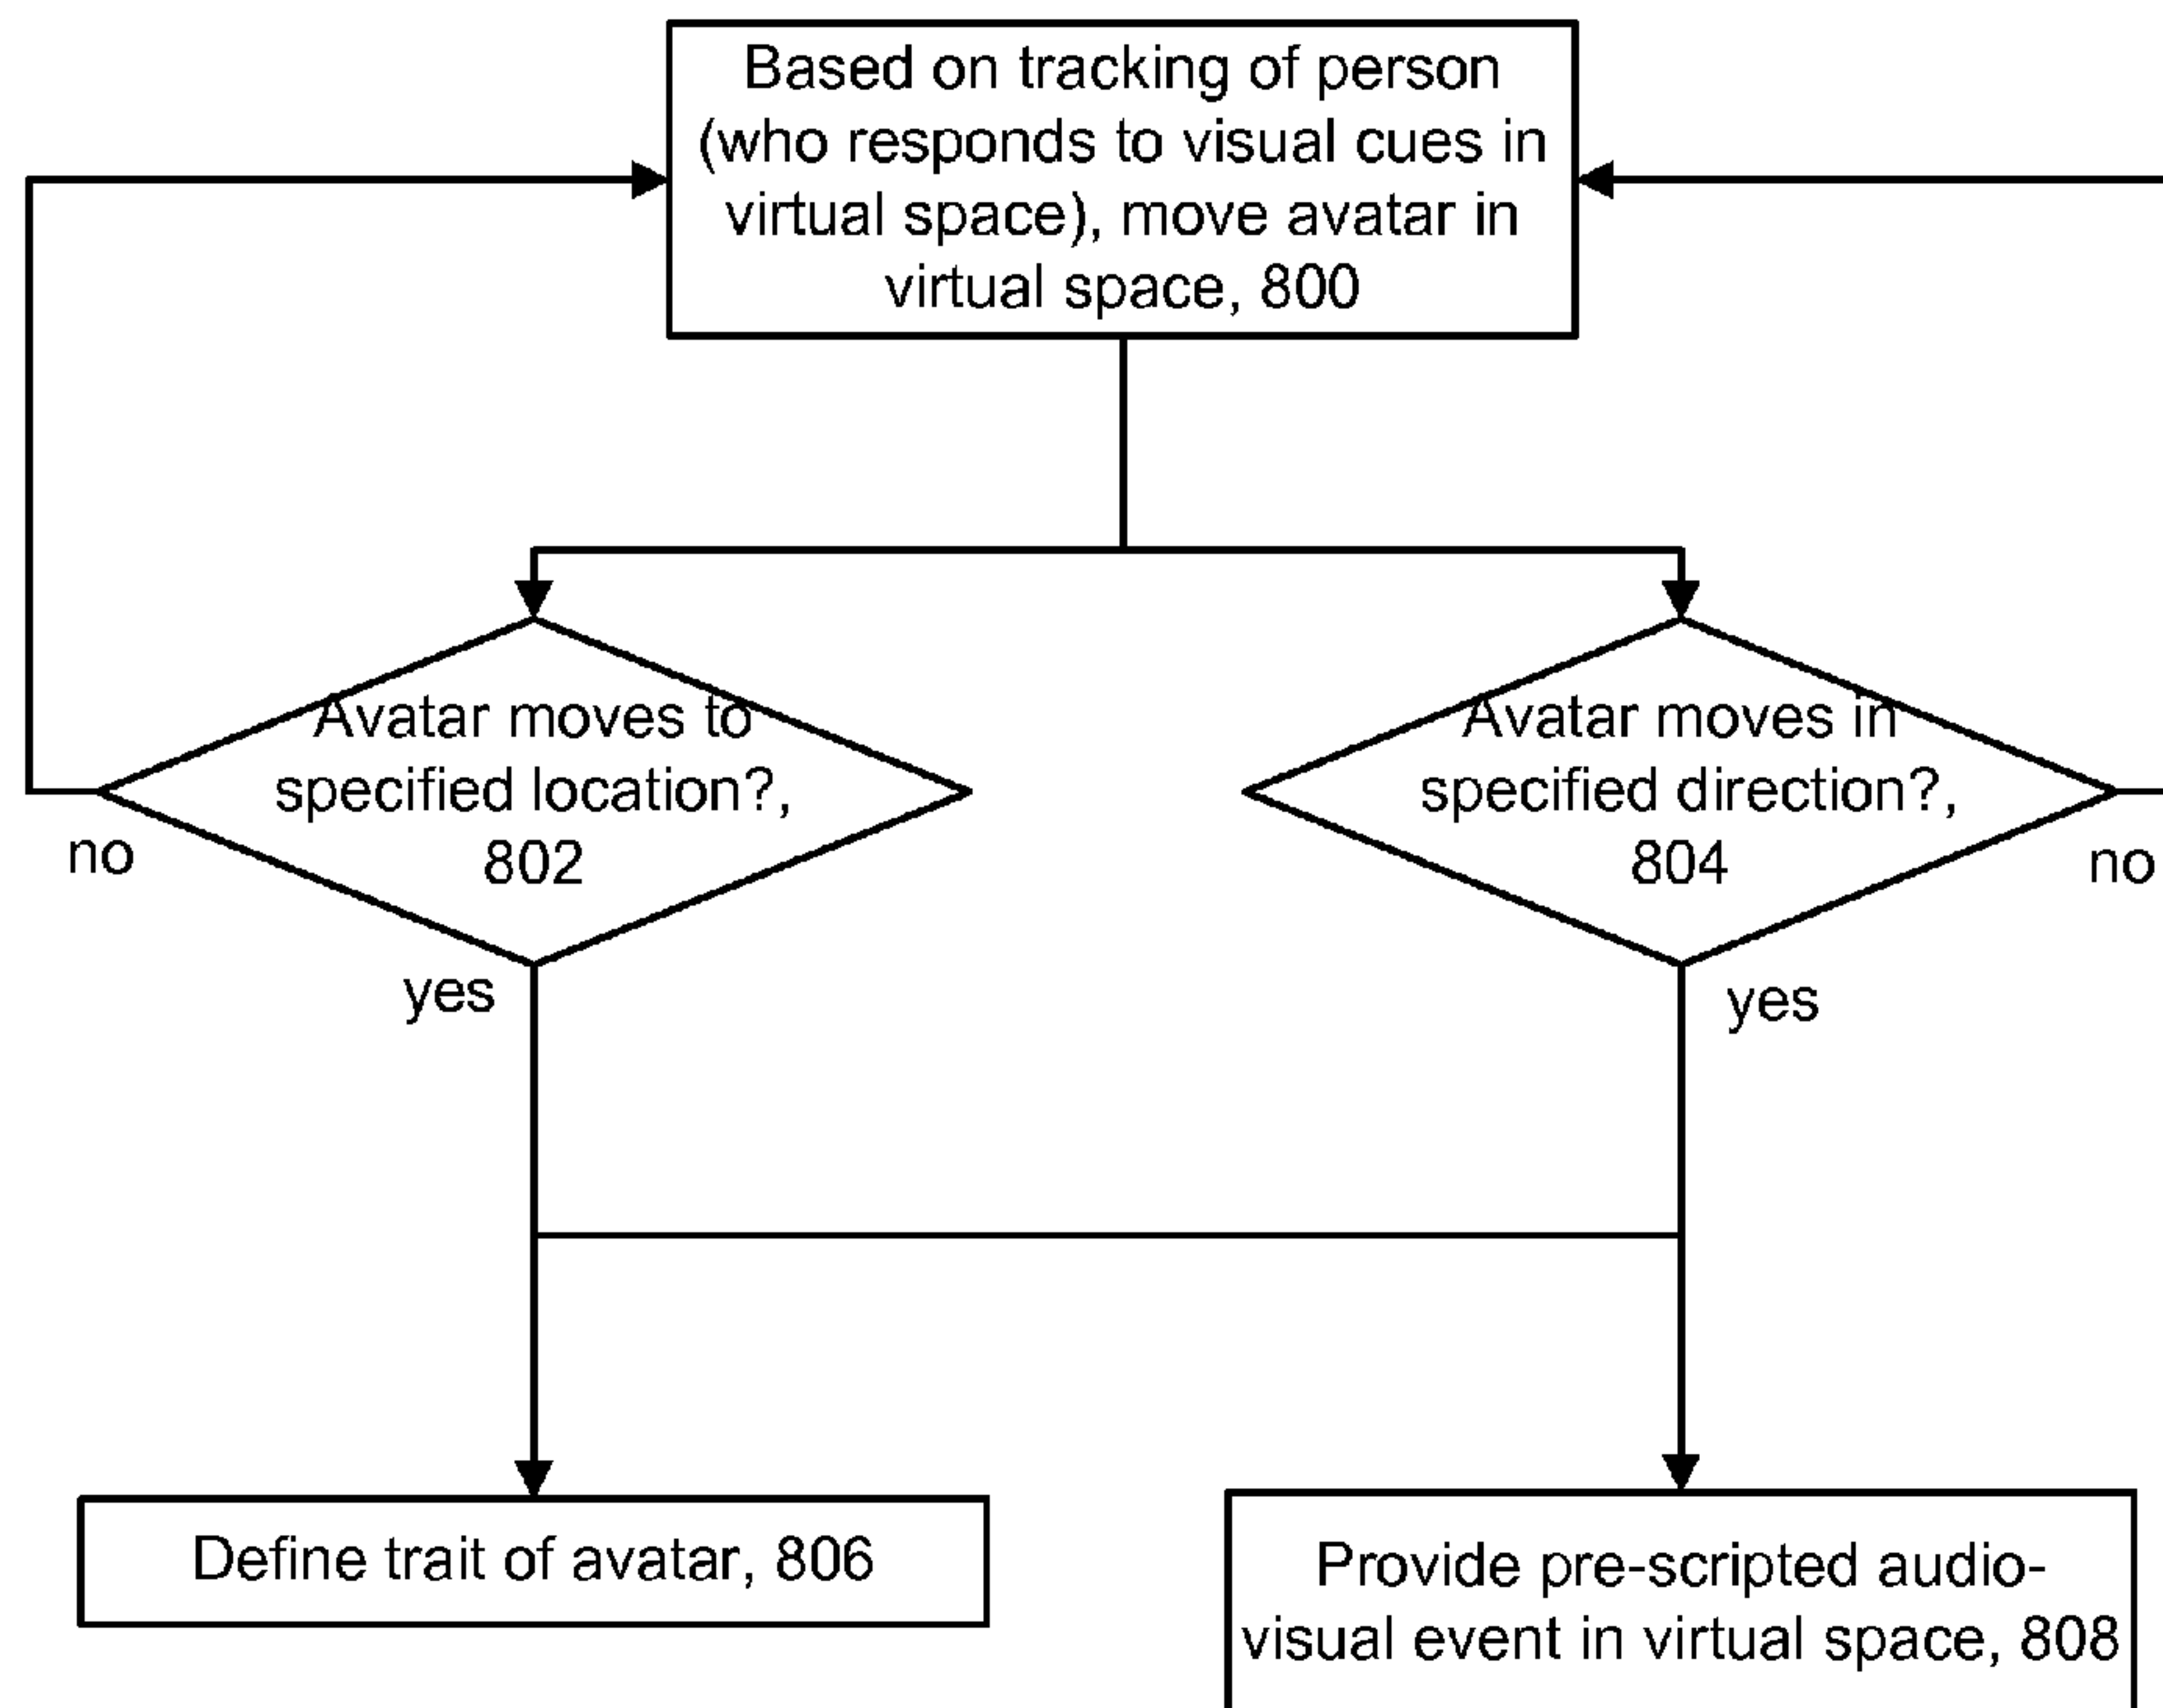 Based on tracking of person
(who responds to visual cues in
virtual space), move avatar in
virtual space, 800
Avatar moves to
specified location?,
802
no
yes
Avatar moves in
specified direction?,
804
no
yes
Define trait of avatar, 806
Provide pre-scripted audio-
visual event in virtual space, 808